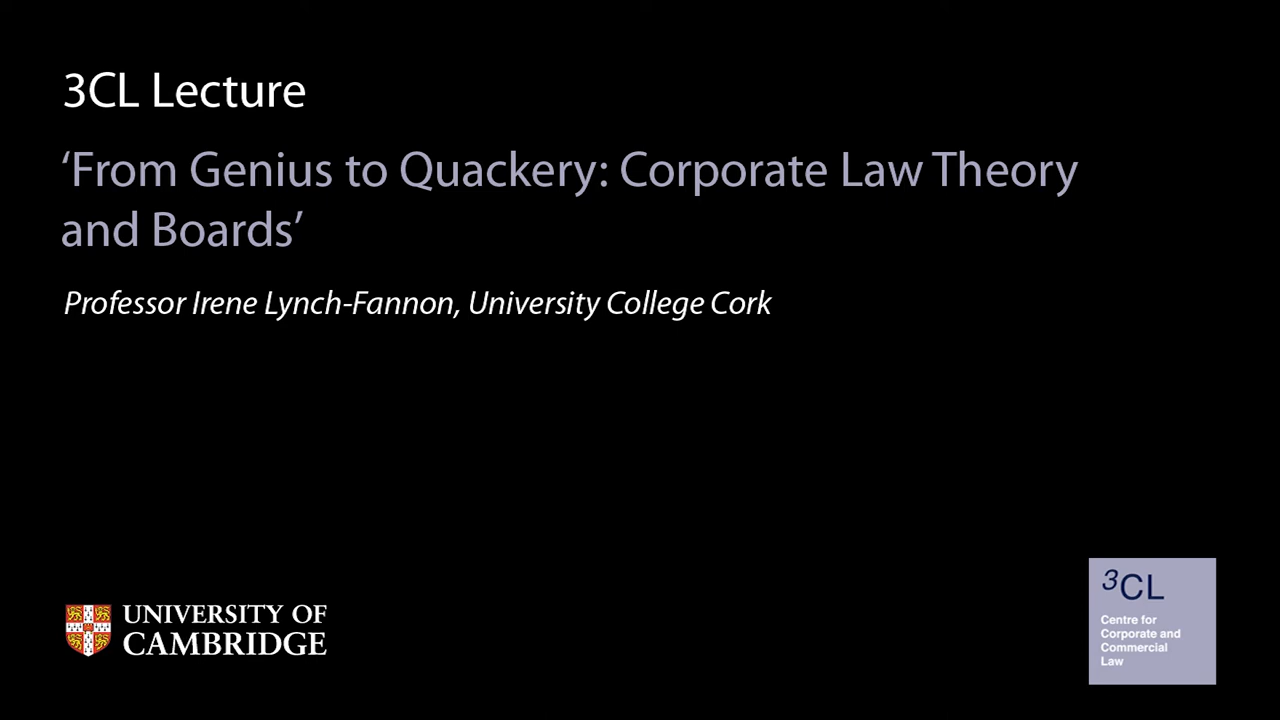 3CL Lecture
‘From Genius to Quackery: Corporate Law Theory
and Boards’
Professor Irene Lynch-Fannon, University College Cork
UNIVERSITY OF
CAMBRIDGE
3CL
Centre for
Corporate and
Commercial
Law